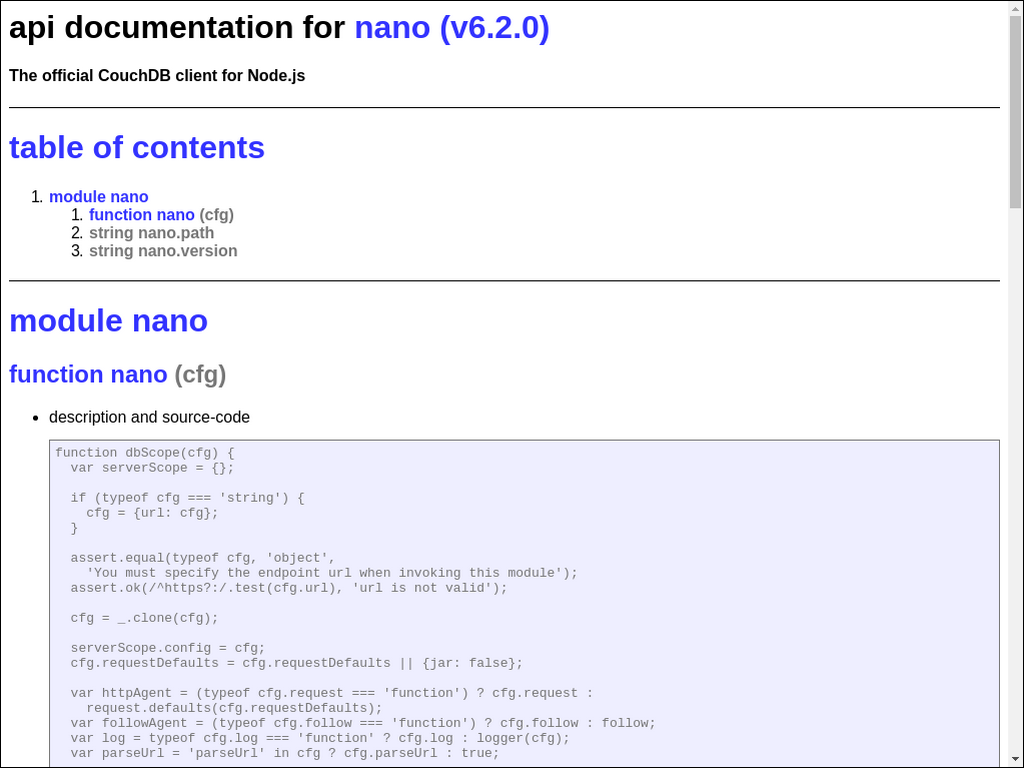 api documentation for nano (v6.2.0)
The official CouchDB client for Node.js
table of contents
1. module nano
1. function nano (cfg)
2. string nano.path
3. string nano.version
module nano
function nano (cfg)
• description and source-code
function dbScope(cfg) {
  var serverScope = {};
  if (typeof cfg === 'string') {
    cfg = {url: cfg};
  }
  assert.equal(typeof cfg, 'object',
    'You must specify the endpoint url when invoking this module');
  assert.ok(/^https?:/.test(cfg.url), 'url is not valid');
  cfg = _.clone(cfg);
  serverScope.config = cfg;
  cfg.requestDefaults = cfg.requestDefaults || {jar: false};
  var httpAgent = (typeof cfg.request === 'function') ? cfg.request :
    request.defaults(cfg.requestDefaults);
  var followAgent = (typeof cfg.follow === 'function') ? cfg.follow : follow;
  var log = typeof cfg.log === 'function' ? cfg.log : logger(cfg);
  var parseUrl = 'parseUrl' in cfg ? cfg.parseUrl : true;